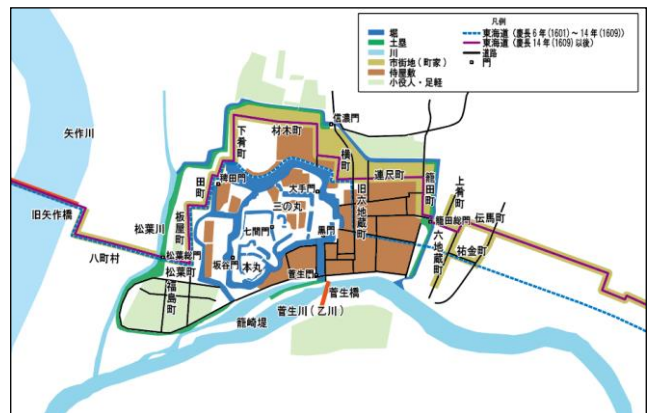 凡例
堀
土塁
川
市街地(町家)
侍屋敷
小役人・足軽
東海道(慶長6年(1601)~14年(1609))
東海道(慶長14年(1609)以後)
道路
門
矢作川
旧矢作橋
八町村
松葉川
板屋町
田町
下肴町
材木町
信濃門
横町
連尺町
籠田町
上肴町
伝馬町
籠田総門
六地蔵町
祐金町
旧六地蔵町
大手門
三の丸
七間門
黒門
本丸
坂谷門
菅生門
松葉総門
松葉町
福島町
籠崎堤
菅生川(乙川)
菅生橋